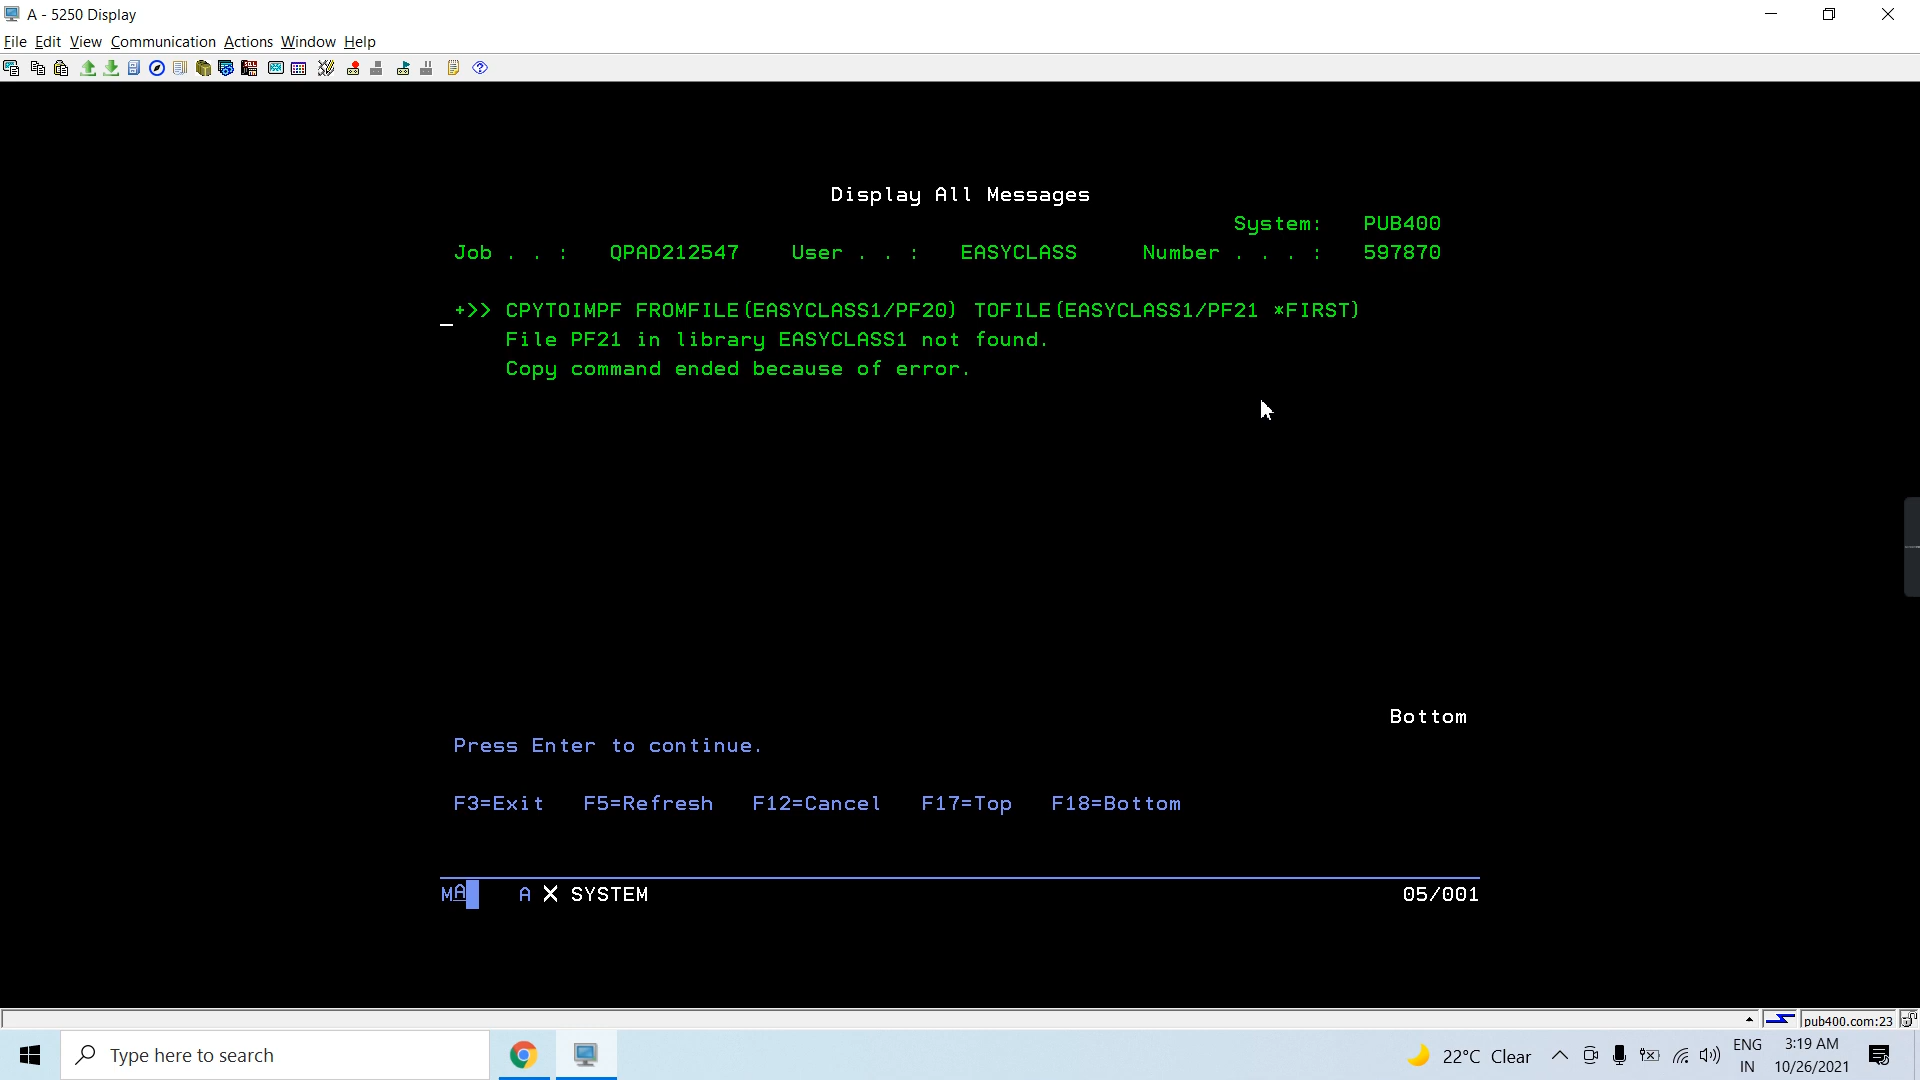 A - 5250 Display
File Edit View Communication Actions Window Help
Display All Messages
System: PUB400
Job . . : QPAD212547 User . . : EASYCLASS Number . . . : 597870
_+>> CPYTOIMPF FROMFILE(EASYCLASS1/PF20) TOFILE(EASYCLASS1/PF21 *FIRST)
File PF21 in library EASYCLASS1 not found.
Copy command ended because of error.
Bottom
Press Enter to continue.
F3=Exit F5=Refresh F12=Cancel F17=Top F18=Bottom
MA A X SYSTEM 05/001
pub400.com:23
Type here to search
22°C Clear
ENG
IN
3:19 AM
10/26/2021